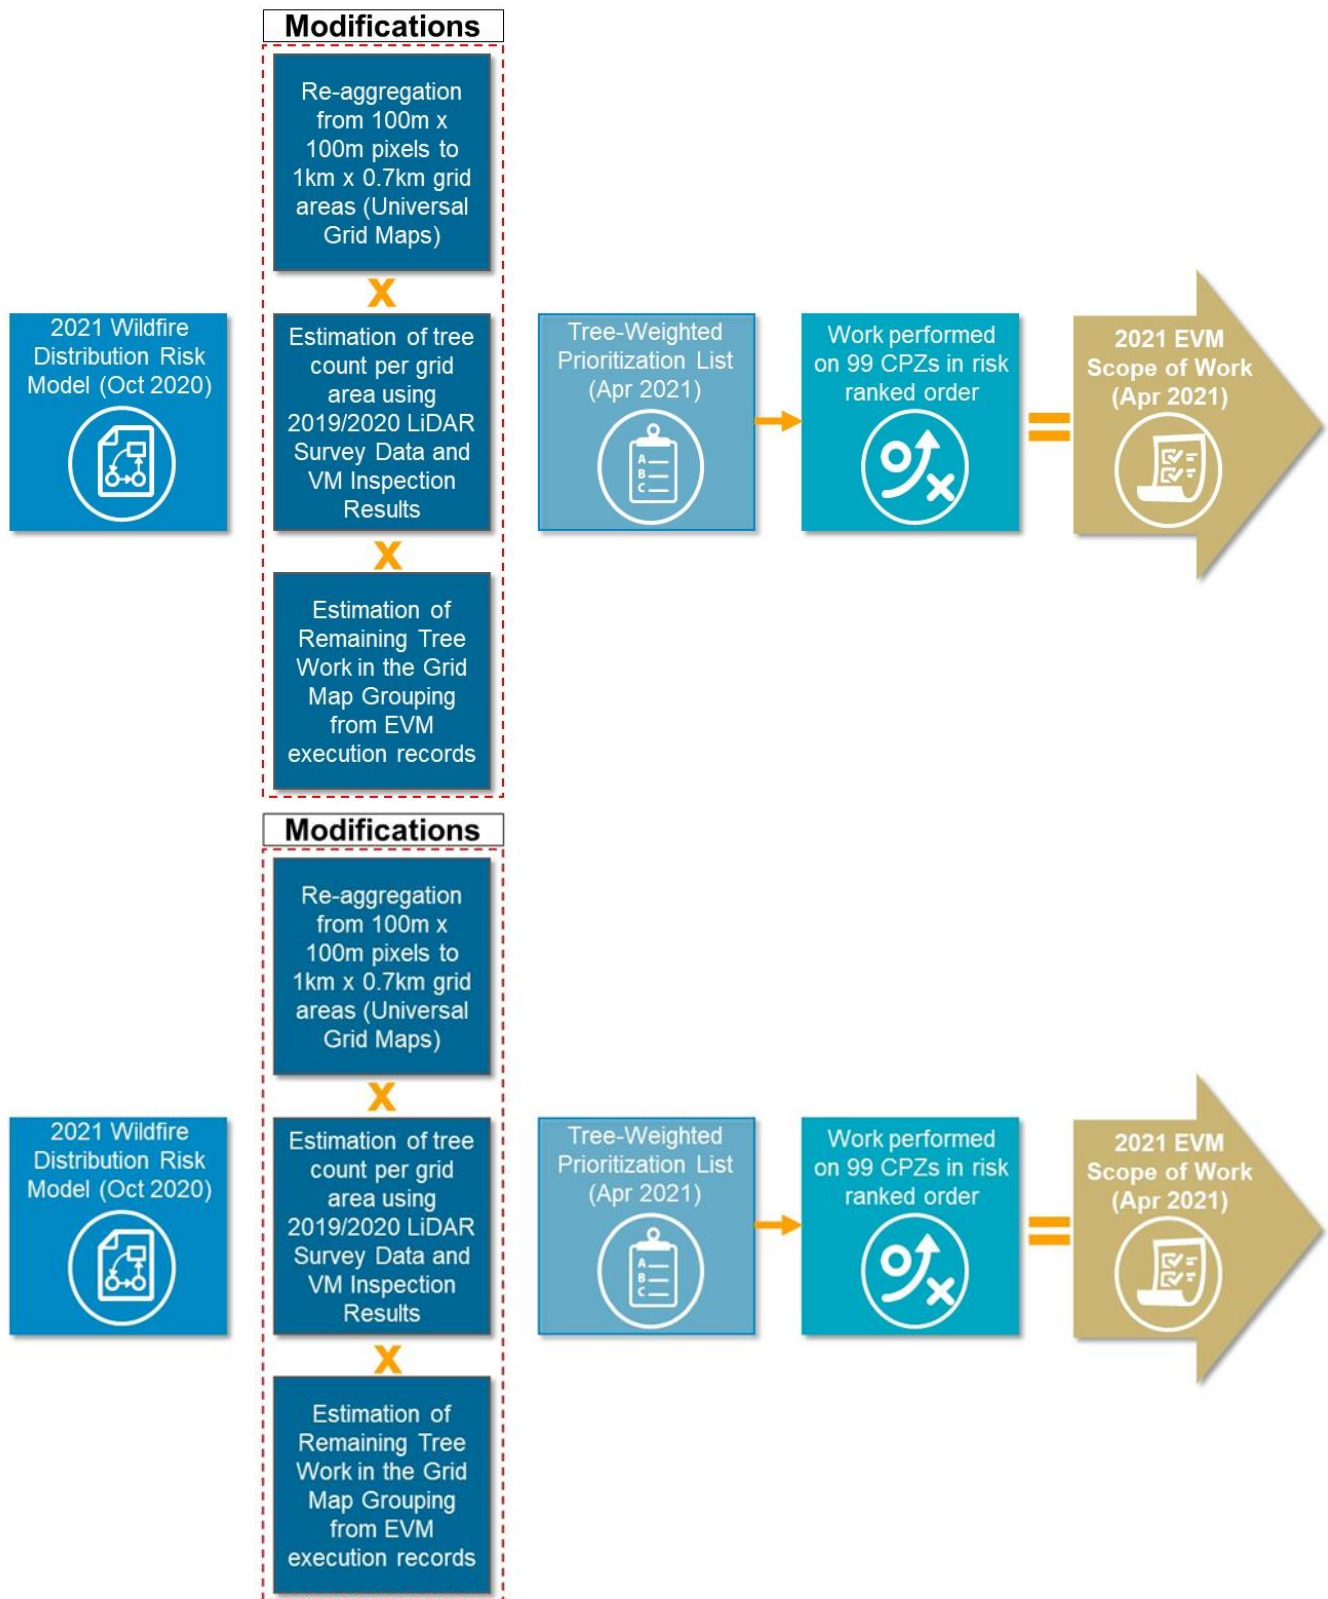 Modifications
Re-aggregation
from 100m x
100m pixels to
1km x 0.7km grid
areas (Universal
Grid Maps)
X
2021 Wildfire
Distribution Risk
Model (Oct 2020)
Estimation of tree
count per grid
area using
2019/2020 LiDAR
Survey Data and
VM Inspection
Results
Tree-Weighted
Prioritization List
(Apr 2021)
A
B
C
Work performed
on 99 CPZs in risk
ranked order
=
2021 EVM
Scope of Work
(Apr 2021)
X
Estimation of
Remaining Tree
Work in the Grid
Map Grouping
from EVM
execution records
Modifications
Re-aggregation
from 100m x
100m pixels to
1km x 0.7km grid
areas (Universal
Grid Maps)
X
2021 Wildfire
Distribution Risk
Model (Oct 2020)
Estimation of tree
count per grid
area using
2019/2020 LiDAR
Survey Data and
VM Inspection
Results
Tree-Weighted
Prioritization List
(Apr 2021)
A
B
C
Work performed
on 99 CPZs in risk
ranked order
=
2021 EVM
Scope of Work
(Apr 2021)
X
Estimation of
Remaining Tree
Work in the Grid
Map Grouping
from EVM
execution records